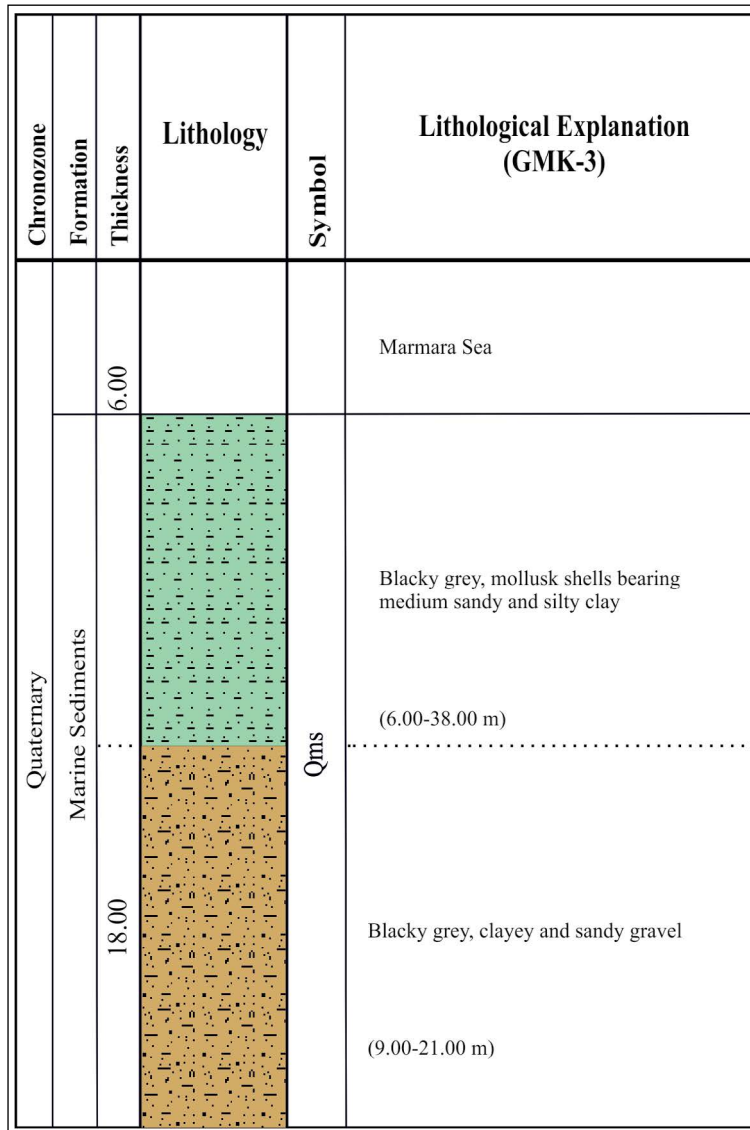 Chronozone
Formation
Thickness
Lithology
Symbol
Lithological Explanation
(GMK-3)
6.00
Marmara Sea
Quaternary
Marine Sediments
18.00
Qms
Blacky grey, mollusk shells bearing
medium sandy and silty clay
(6.00-38.00 m)
Blacky grey, clayey and sandy gravel
(9.00-21.00 m)